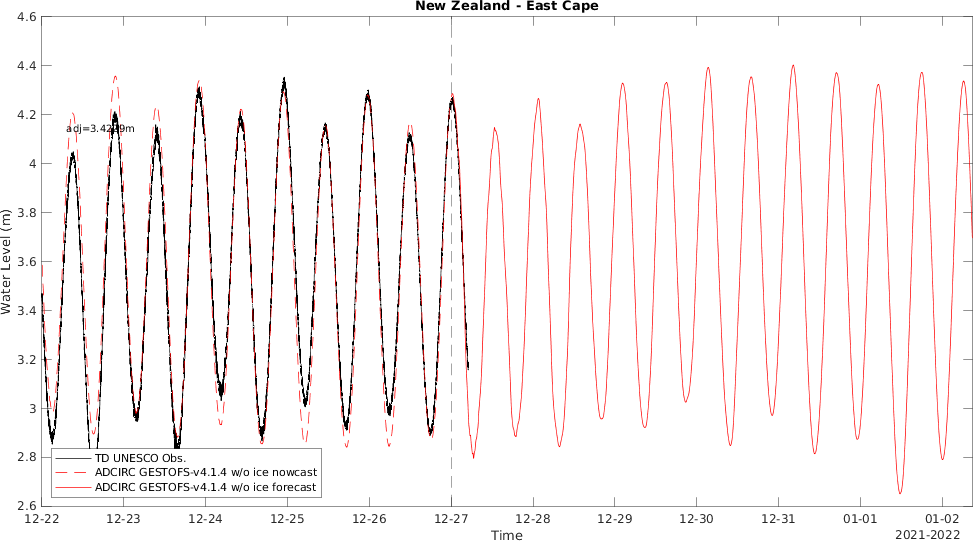 New Zealand - East Cape
Water Level (m)
4.6
4.4
4.2
4
3.8
3.6
3.4
3.2
3
2.8
2.6
TD UNESCO Obs.
ADCIRC GESTOFS-v4.1.4 w/o ice nowcast
ADCIRC GESTOFS-v4.1.4 w/o ice forecast
12-22 12-23 12-24 12-25 12-26 12-27 12-28 12-29 12-30 12-31 01-01 01-02
Time
2021-2022